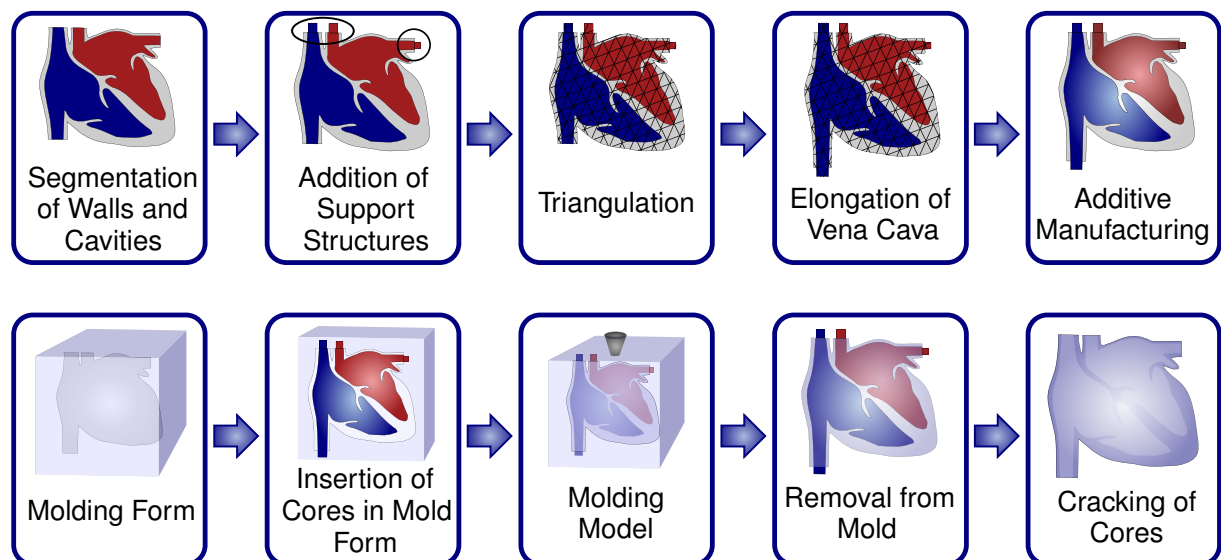 Segmentation
of Walls and
Cavities
Addition of
Support
Structures
Triangulation
Elongation of
Vena Cava
Additive
Manufacturing
Molding Form
Insertion of
Cores in Mold
Form
Molding
Model
Removal from
Mold
Cracking of
Cores